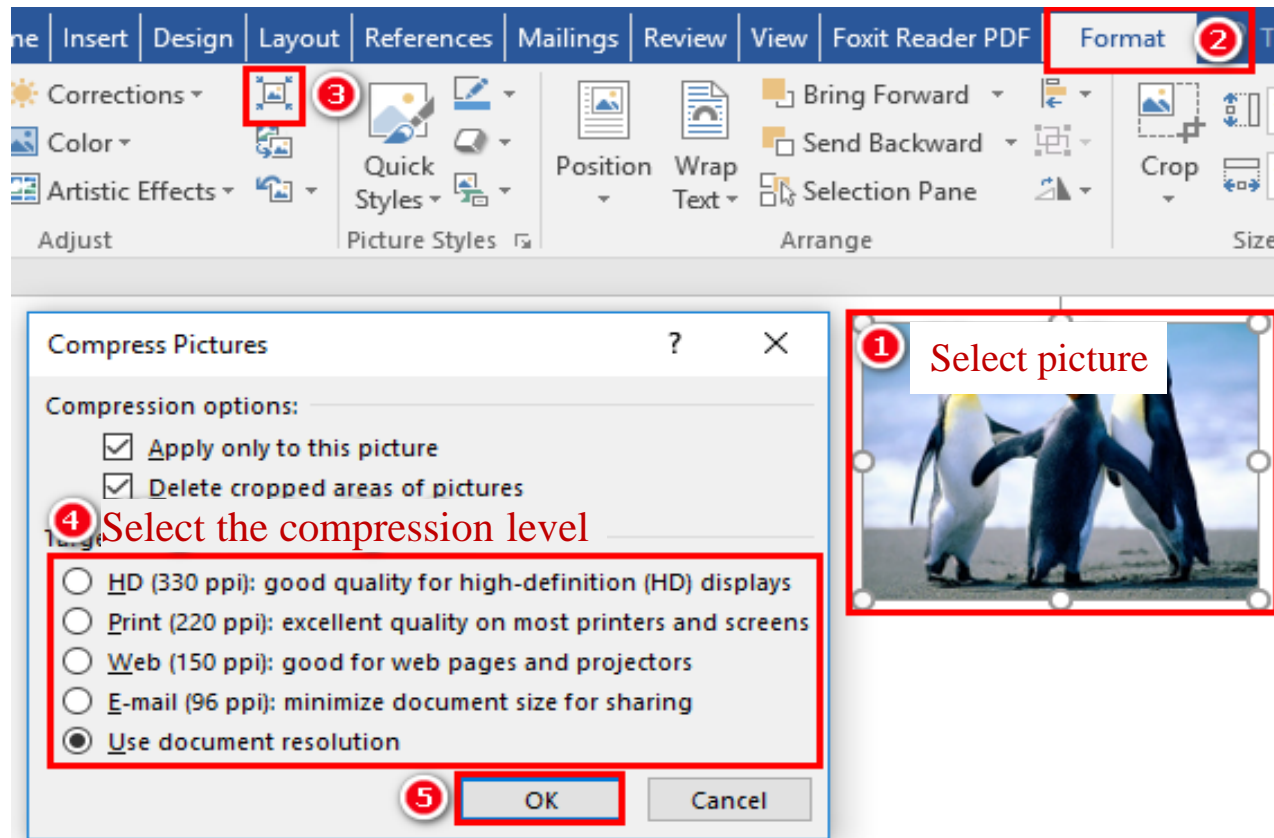 ne Insert Design Layout References Mailings Review View Foxit Reader PDF Format 2 T
Corrections 3 Bring Forward
Color Quick Styles Position Wrap Text Send Backward Crop
Artistic Effects Selection Pane
Adjust Picture Styles Arrange Size
Compress Pictures ? 1 Select picture
Compression options:
Apply only to this picture
Delete cropped areas of pictures
4 Select the compression level
HD (330 ppi): good quality for high-definition (HD) displays
Print (220 ppi): excellent quality on most printers and screens
Web (150 ppi): good for web pages and projectors
E-mail (96 ppi): minimize document size for sharing
Use document resolution
5 OK Cancel